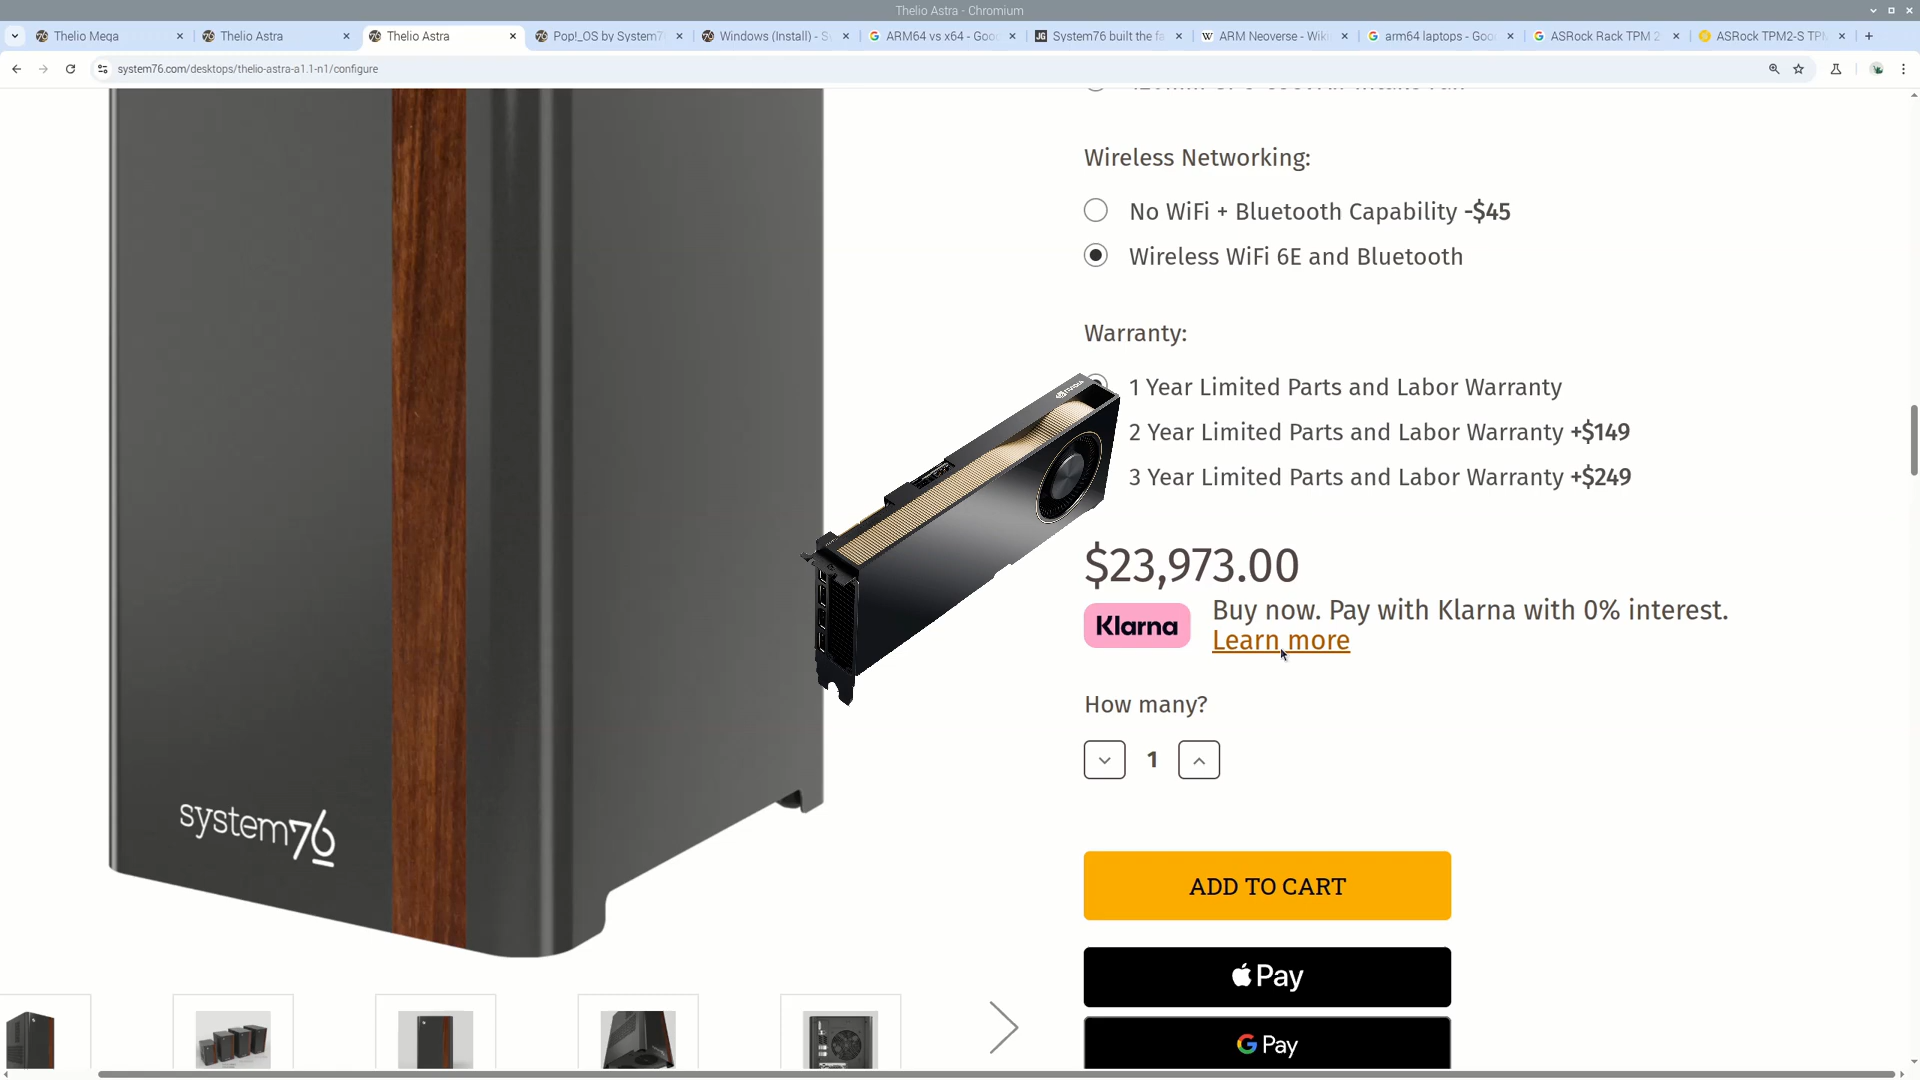 Thelio Astra - Chromium
Thelio Mega
Thelio Astra
Thelio Astra
Pop!_OS by System7
Windows (Install) - S
ARM64 vs x64 - Goo
System76 built the fa
ARM Neoverse - Wiki
arm64 laptops - Goo
ASRock Rack TPM 2
ASRock TPM2-S TPM
system76.com/desktops/thelio-astra-a1.1-n1/configure
Wireless Networking:
No WiFi + Bluetooth Capability -$45
Wireless WiFi 6E and Bluetooth
Warranty:
1 Year Limited Parts and Labor Warranty
2 Year Limited Parts and Labor Warranty +$149
3 Year Limited Parts and Labor Warranty +$249
$23,973.00
Klarna
Buy now. Pay with Klarna with 0% interest.
Learn more
How many?
1
system76
ADD TO CART
Pay
G Pay